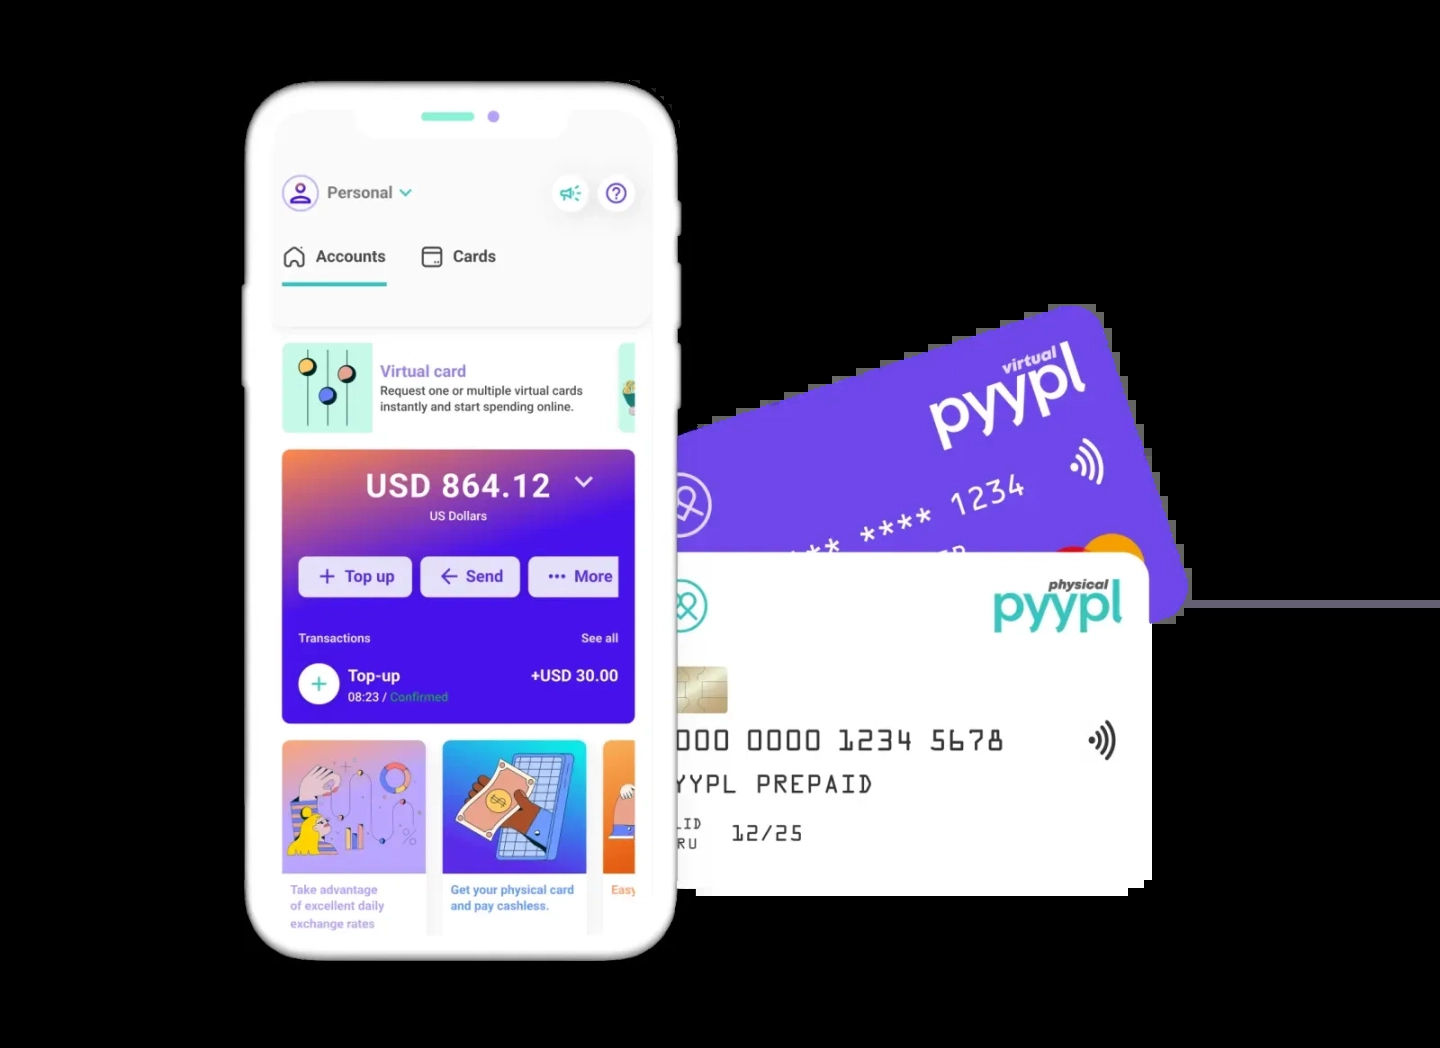 Personal
Accounts
Cards
Virtual card
Request one or multiple virtual cards
instantly and start spending online.
USD 864.12
US Dollars
+ Top up
Send
More
Transactions
See all
Top-up
+USD 30.00
08:23 / Confirmed
Take advantage
of excellent daily
exchange rates
Get your physical card
and pay cashless.
Easy
virtual
pyypl
** **** 1234
physical
pyypl
000 0000 1234 5678
YYPL PREPAID
LID
RU
12/25